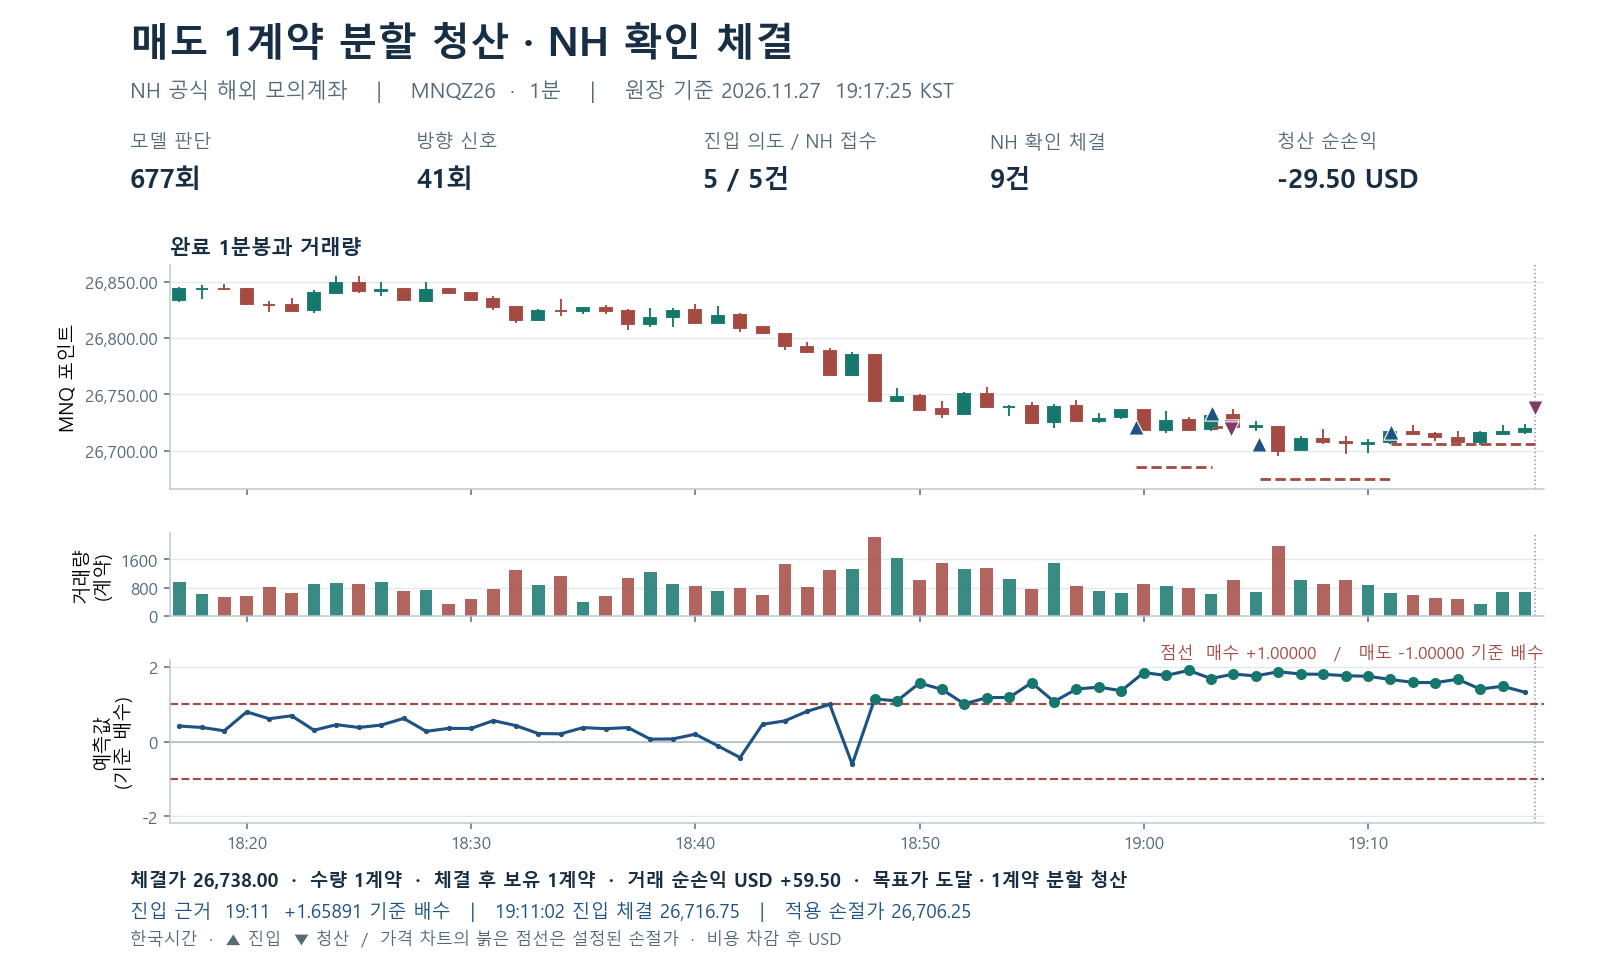 매도 1계약 분할 청산 · NH 확인 체결
NH 공식 해외 모의계좌 | MNQZ26 · 1분 | 원장 기준 2026.11.27 19:17:25 KST
모델 판단
677회
방향 신호
41회
진입 의도 / NH 접수
5 / 5건
NH 확인 체결
9건
청산 순손익
-29.50 USD
완료 1분봉과 거래량
MNQ 포인트
26,850.00
26,800.00
26,750.00
26,700.00
거래량
(계약)
1600
800
0
점선 매수 +1.00000 / 매도 -1.00000 기준 배수
예측값
(기준 배수)
2
1
0
-2
18:20
18:30
18:40
18:50
19:00
19:10
체결가 26,738.00 · 수량 1계약 · 체결 후 보유 1계약 · 거래 순손익 USD +59.50 · 목표가 도달 · 1계약 분할 청산
진입 근거 19:11 +1.65891 기준 배수 | 19:11:02 진입 체결 26,716.75 | 적용 손절가 26,706.25
한국시간 · ▲ 진입 ▼ 청산 / 가격 차트의 붉은 점선은 설정된 손절가 · 비용 차감 후 USD